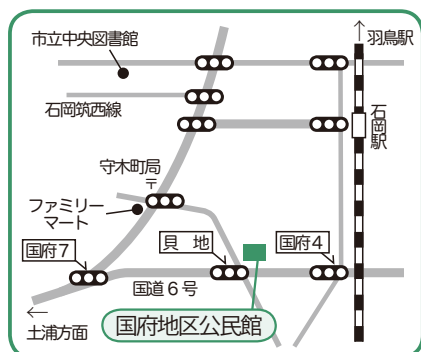 市立中央図書館
↑
羽鳥駅
石岡筑西線
石岡駅
守木町局
〒
ファミリー
マート
国府7
貝 地
国府4
国道6号
←
土浦方面
国府地区公民館